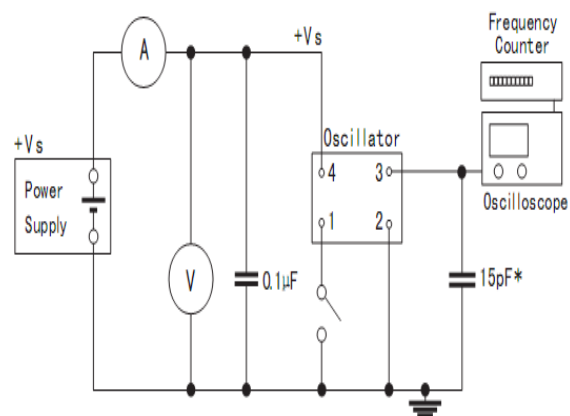 Frequency
Counter
A
+Vs
Oscillator
+Vs
4 3
Power
Supply
Oscilloscope
1 2
V
0.1μF
15pF*